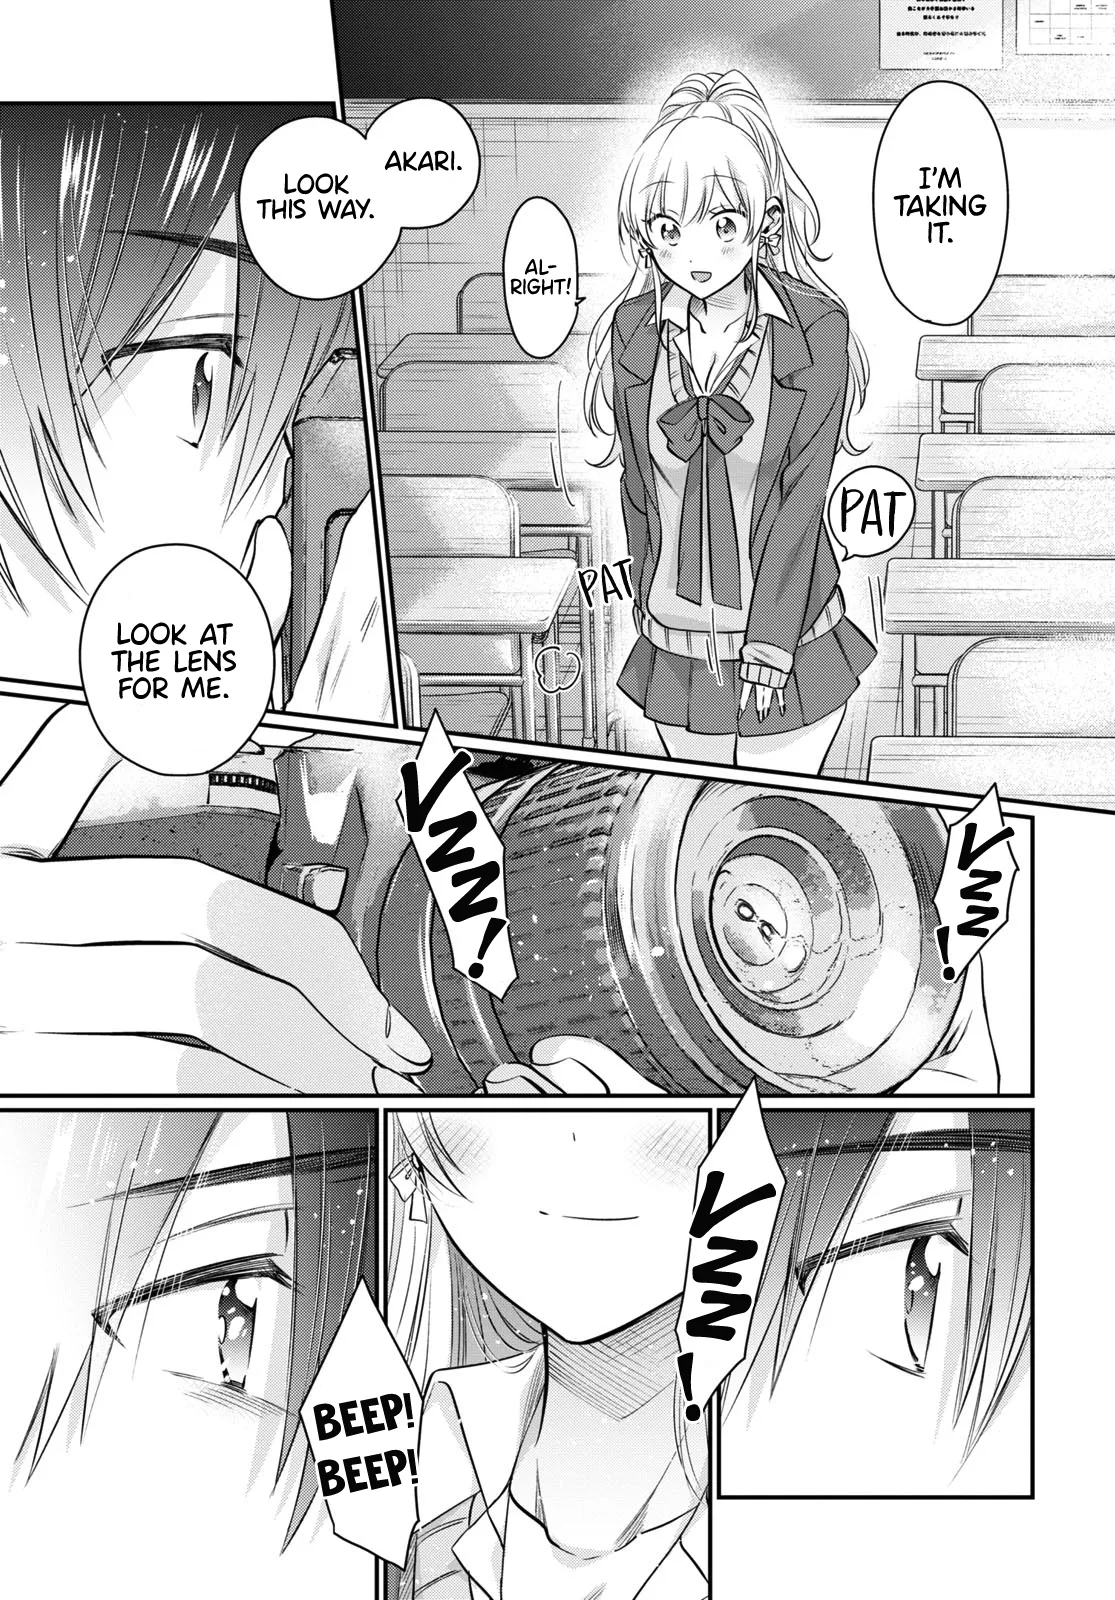 I'M
TAKING
IT.
AL-
RIGHT!
PAT
PAT
AKARI.
LOOK
THIS WAY.
LOOK AT
THE LENS
FOR ME.
VZZ!
VZZ!
VZZ!
BEEP!
BEEP!